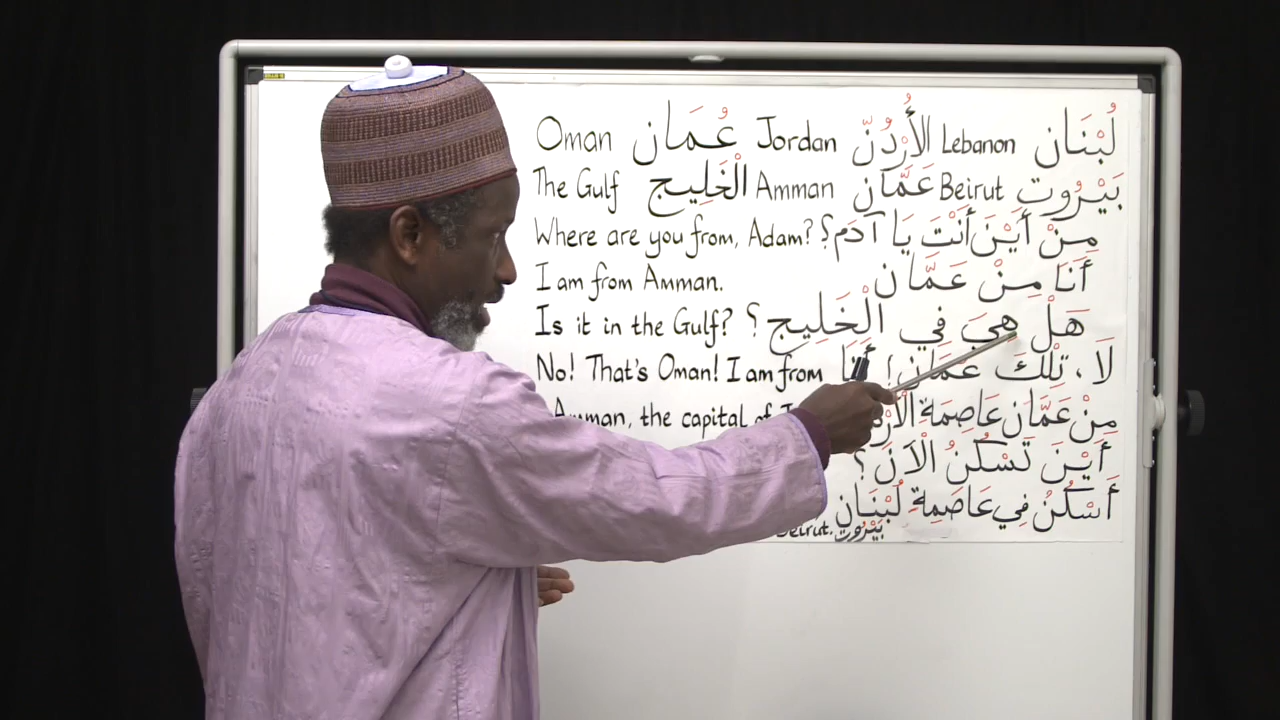 Oman عُمَان Jordan الأُرْدُنّ Lebanon لُبْنَان
The Gulf الْخَلِيج Amman عَمَّان Beirut بَيْرُوت
Where are you from, Adam? مِنْ أَيْنَ أَنْتَ يَا آدَم؟
I am from Amman. أَنَا مِنْ عَمَّان
Is it in the Gulf? هَلْ هِيَ فِي الْخَلِيج؟
No! That's Oman! I am from لَا، تِلْكَ عُمَان! أَنَا
Amman, the capital of مِنْ عَمَّان عَاصِمَة
أَيْنَ تَسْكُنُ الْآنَ؟
أَسْكُنُ فِي عَاصِمَةِ لُبْنَان
Beirut. بَيْرُوت